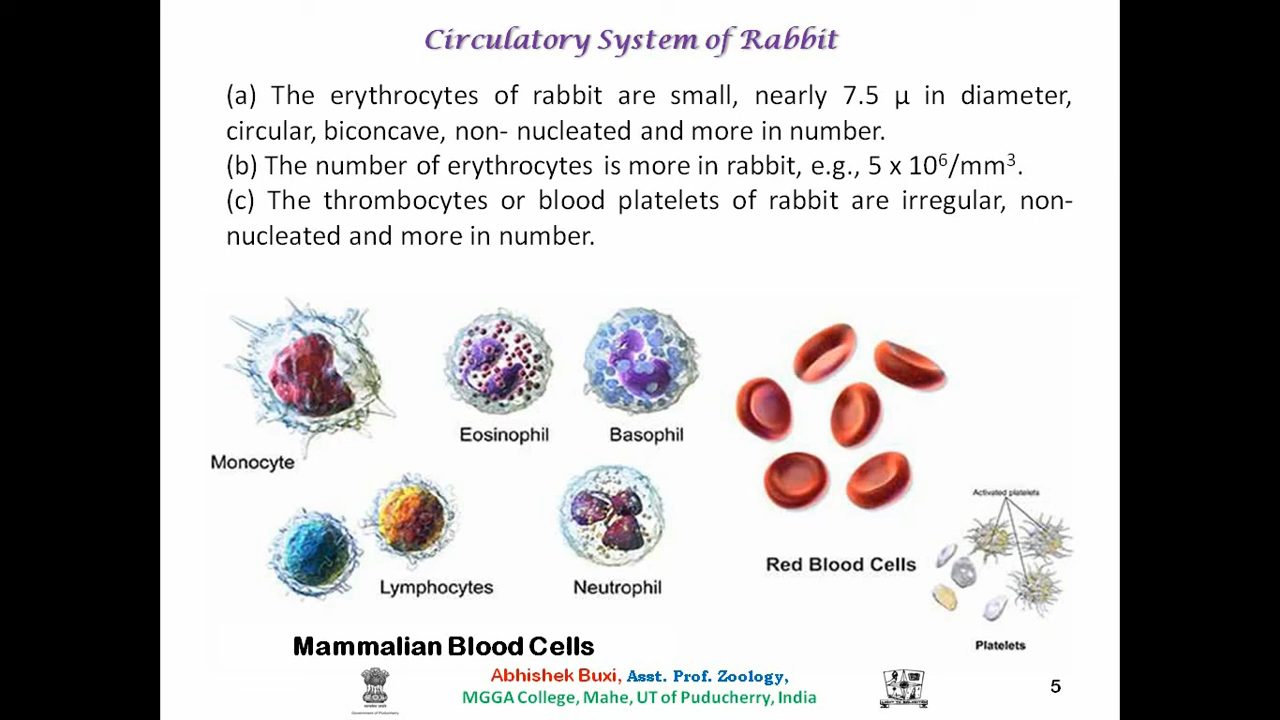 Circulatory System of Rabbit
(a) The erythrocytes of rabbit are small, nearly 7.5 µ in diameter,
circular, biconcave, non- nucleated and more in number.
(b) The number of erythrocytes is more in rabbit, e.g., 5 x 10⁶/mm³.
(c) The thrombocytes or blood platelets of rabbit are irregular, non-
nucleated and more in number.
Monocyte
Eosinophil
Basophil
Lymphocytes
Neutrophil
Red Blood Cells
Activated platelets
Platelets
Mammalian Blood Cells
Abhishek Buxi, Asst. Prof. Zoology,
MGGA College, Mahe, UT of Puducherry, India
Government of Puducherry
5